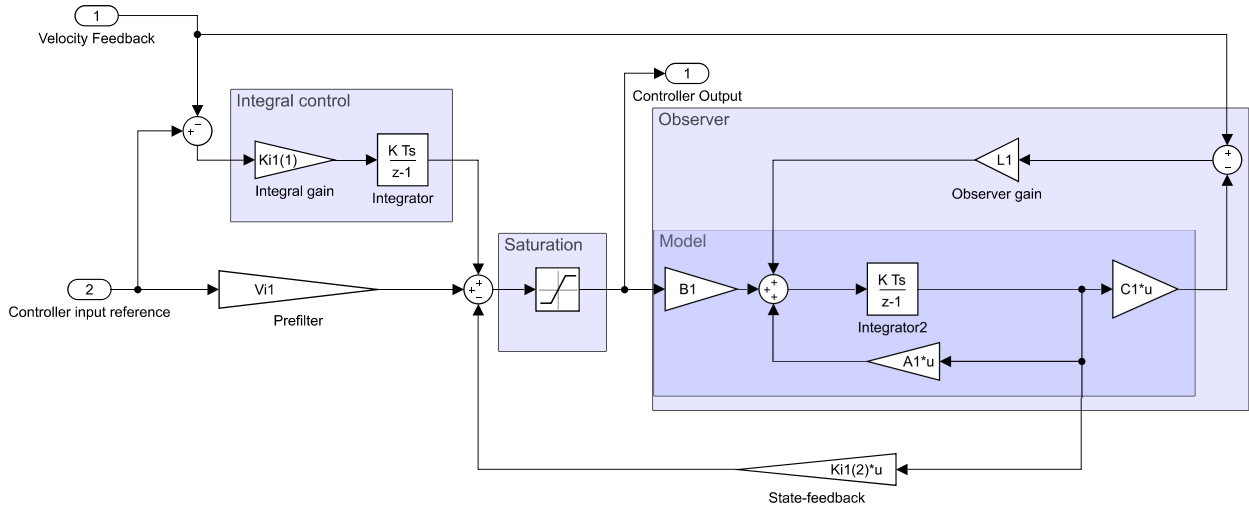 1
Velocity Feedback
Integral control
Ki1(1)
Integral gain
K Ts
z-1
Integrator
−
+
1
Controller Output
Observer
L1
Observer gain
+
−
2
Controller input reference
Vi1
Prefilter
+
+
−
Saturation
Model
B1
+
+
+
K Ts
z-1
Integrator2
C1*u
A1*u
Ki1(2)*u
State-feedback